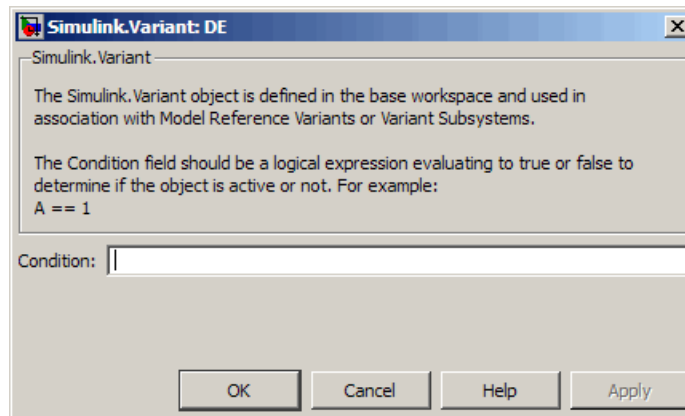 Simulink.Variant: DE
Simulink.Variant
The Simulink.Variant object is defined in the base workspace and used in
association with Model Reference Variants or Variant Subsystems.
The Condition field should be a logical expression evaluating to true or false to
determine if the object is active or not. For example:
A == 1
Condition:
OK Cancel Help Apply